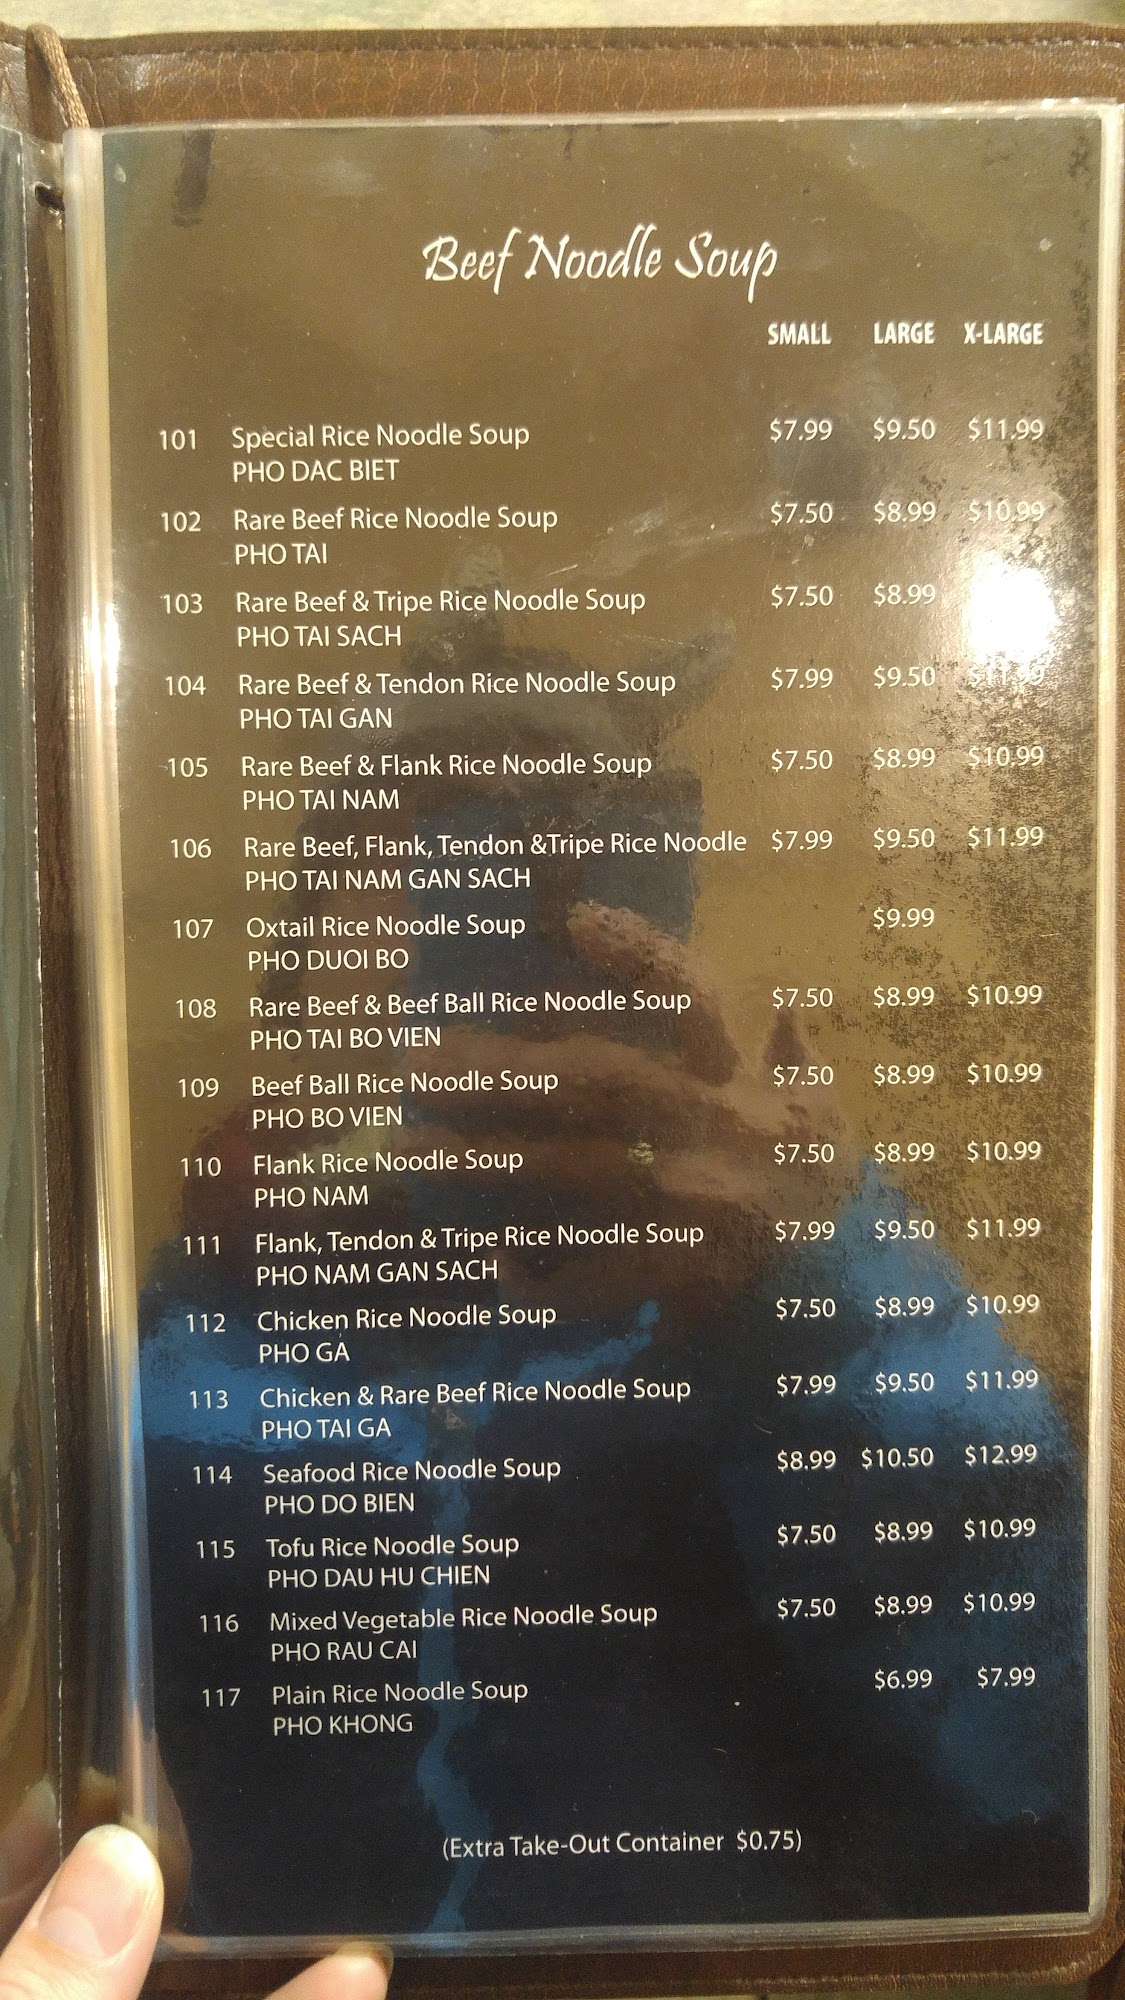 Beef Noodle Soup
SMALL LARGE X-LARGE
101 Special Rice Noodle Soup $7.99 $9.50 $11.99
PHO DAC BIET
102 Rare Beef Rice Noodle Soup $7.50 $8.99 $10.99
PHO TAI
103 Rare Beef & Tripe Rice Noodle Soup $7.50 $8.99
PHO TAI SACH
104 Rare Beef & Tendon Rice Noodle Soup $7.99 $9.50 $11.99
PHO TAI GAN
105 Rare Beef & Flank Rice Noodle Soup $7.50 $8.99 $10.99
PHO TAI NAM
106 Rare Beef, Flank, Tendon &Tripe Rice Noodle $7.99 $9.50 $11.99
PHO TAI NAM GAN SACH
107 Oxtail Rice Noodle Soup $9.99
PHO DUOI BO
108 Rare Beef & Beef Ball Rice Noodle Soup $7.50 $8.99 $10.99
PHO TAI BO VIEN
109 Beef Ball Rice Noodle Soup $7.50 $8.99 $10.99
PHO BO VIEN
110 Flank Rice Noodle Soup $7.50 $8.99 $10.99
PHO NAM
111 Flank, Tendon & Tripe Rice Noodle Soup $7.99 $9.50 $11.99
PHO NAM GAN SACH
112 Chicken Rice Noodle Soup $7.50 $8.99 $10.99
PHO GA
113 Chicken & Rare Beef Rice Noodle Soup $7.99 $9.50 $11.99
PHO TAI GA
114 Seafood Rice Noodle Soup $8.99 $10.50 $12.99
PHO DO BIEN
115 Tofu Rice Noodle Soup $7.50 $8.99 $10.99
PHO DAU HU CHIEN
116 Mixed Vegetable Rice Noodle Soup $7.50 $8.99 $10.99
PHO RAU CAI
117 Plain Rice Noodle Soup $6.99 $7.99
PHO KHONG
(Extra Take-Out Container $0.75)